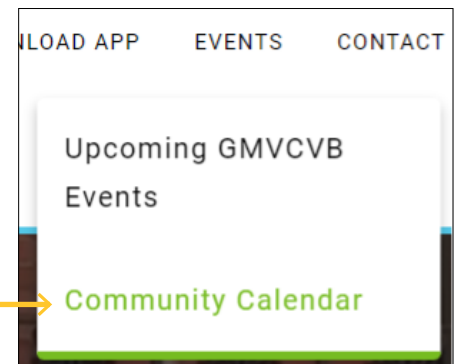 NLOAD APP EVENTS CONTACT
Upcoming GMVCVB
Events
Community Calendar